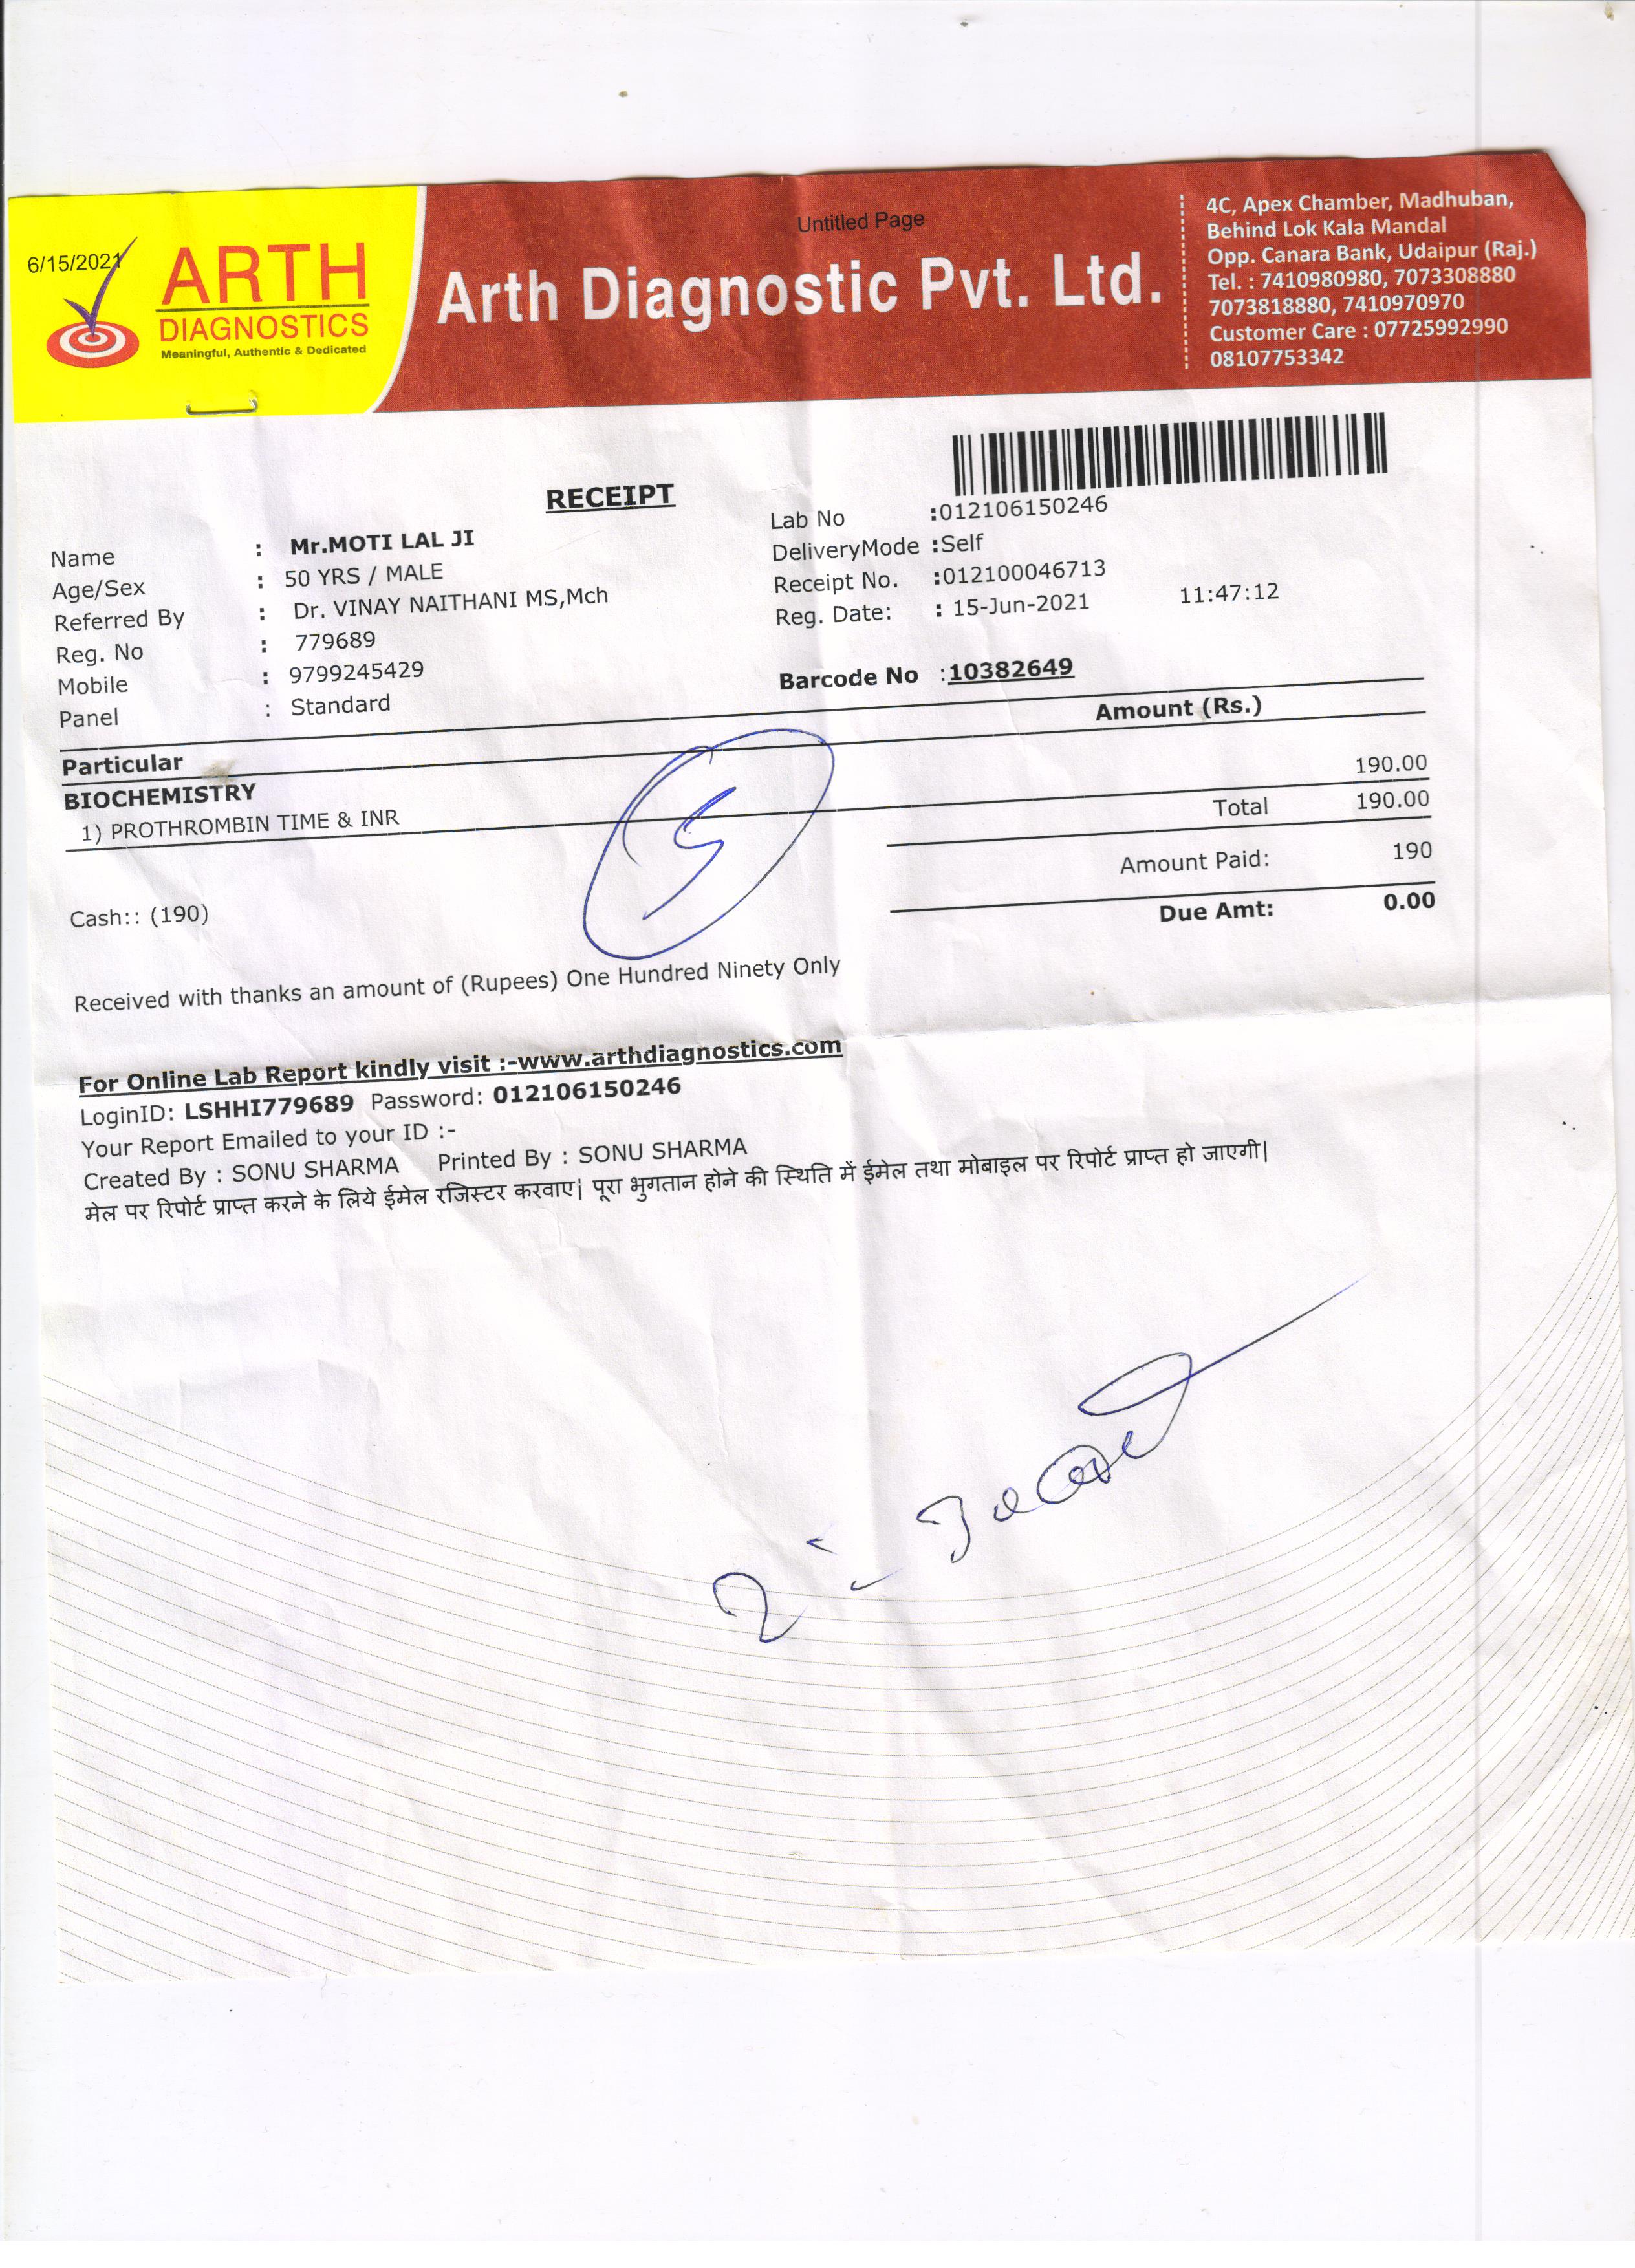 Untitled Page
6/15/2021
ARTH
DIAGNOSTICS
Meaningful, Authentic & Dedicated
Arth Diagnostic Pvt. Ltd.
4C, Apex Chamber, Madhuban,
Behind Lok Kala Mandal
Opp. Canara Bank, Udaipur (Raj.)
Tel. : 7410980980, 7073308880
7073818880, 7410970970
Customer Care : 07725992990
08107753342
RECEIPT
Name : Mr.MOTI LAL JI
Age/Sex : 50 YRS / MALE
Referred By : Dr. VINAY NAITHANI MS,Mch
Reg. No : 779689
Mobile : 9799245429
Panel : Standard
Lab No :012106150246
DeliveryMode :Self
Receipt No. :012100046713
Reg. Date: : 15-Jun-2021 11:47:12
Barcode No :10382649
Particular Amount (Rs.)
BIOCHEMISTRY
1) PROTHROMBIN TIME & INR 190.00
Total 190.00
Amount Paid: 190
Due Amt: 0.00
Cash:: (190)
Received with thanks an amount of (Rupees) One Hundred Ninety Only
For Online Lab Report kindly visit :-www.arthdiagnostics.com
LoginID: LSHHI779689 Password: 012106150246
Your Report Emailed to your ID :-
Created By : SONU SHARMA Printed By : SONU SHARMA
मेल पर रिपोर्ट प्राप्त करने के लिये ईमेल रजिस्टर करवाए| पूरा भुगतान होने की स्थिति में ईमेल तथा मोबाइल पर रिपोर्ट प्राप्त हो जाएगी|